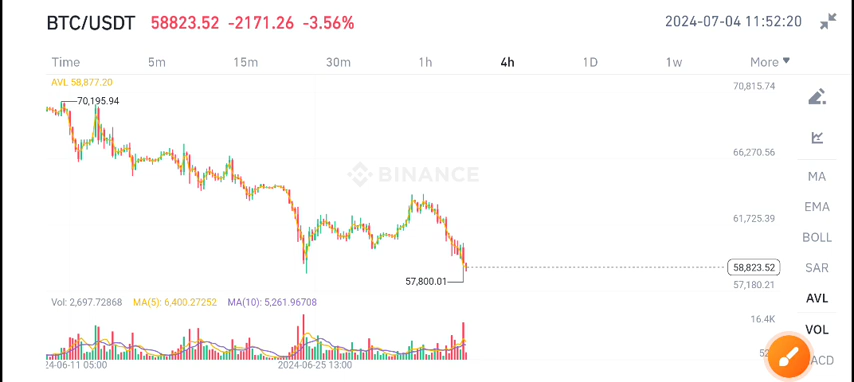 BTC/USDT 58823.52 -2171.26 -3.56% 2024-07-04 11:52:20
Time 5m 15m 30m 1h 4h 1D 1w More
AVL 58,877.20
70,815.74
70,195.94
66,270.56
BINANCE
MA
EMA
61,725.39
BOLL
58,823.52
SAR
57,800.01
57,180.21
AVL
Vol: 2,697.72868 MA(5): 6,400.27252 MA(10): 5,261.96708
16.4K
VOL
ACD
24-06-11 05:00 2024-06-25 13:00